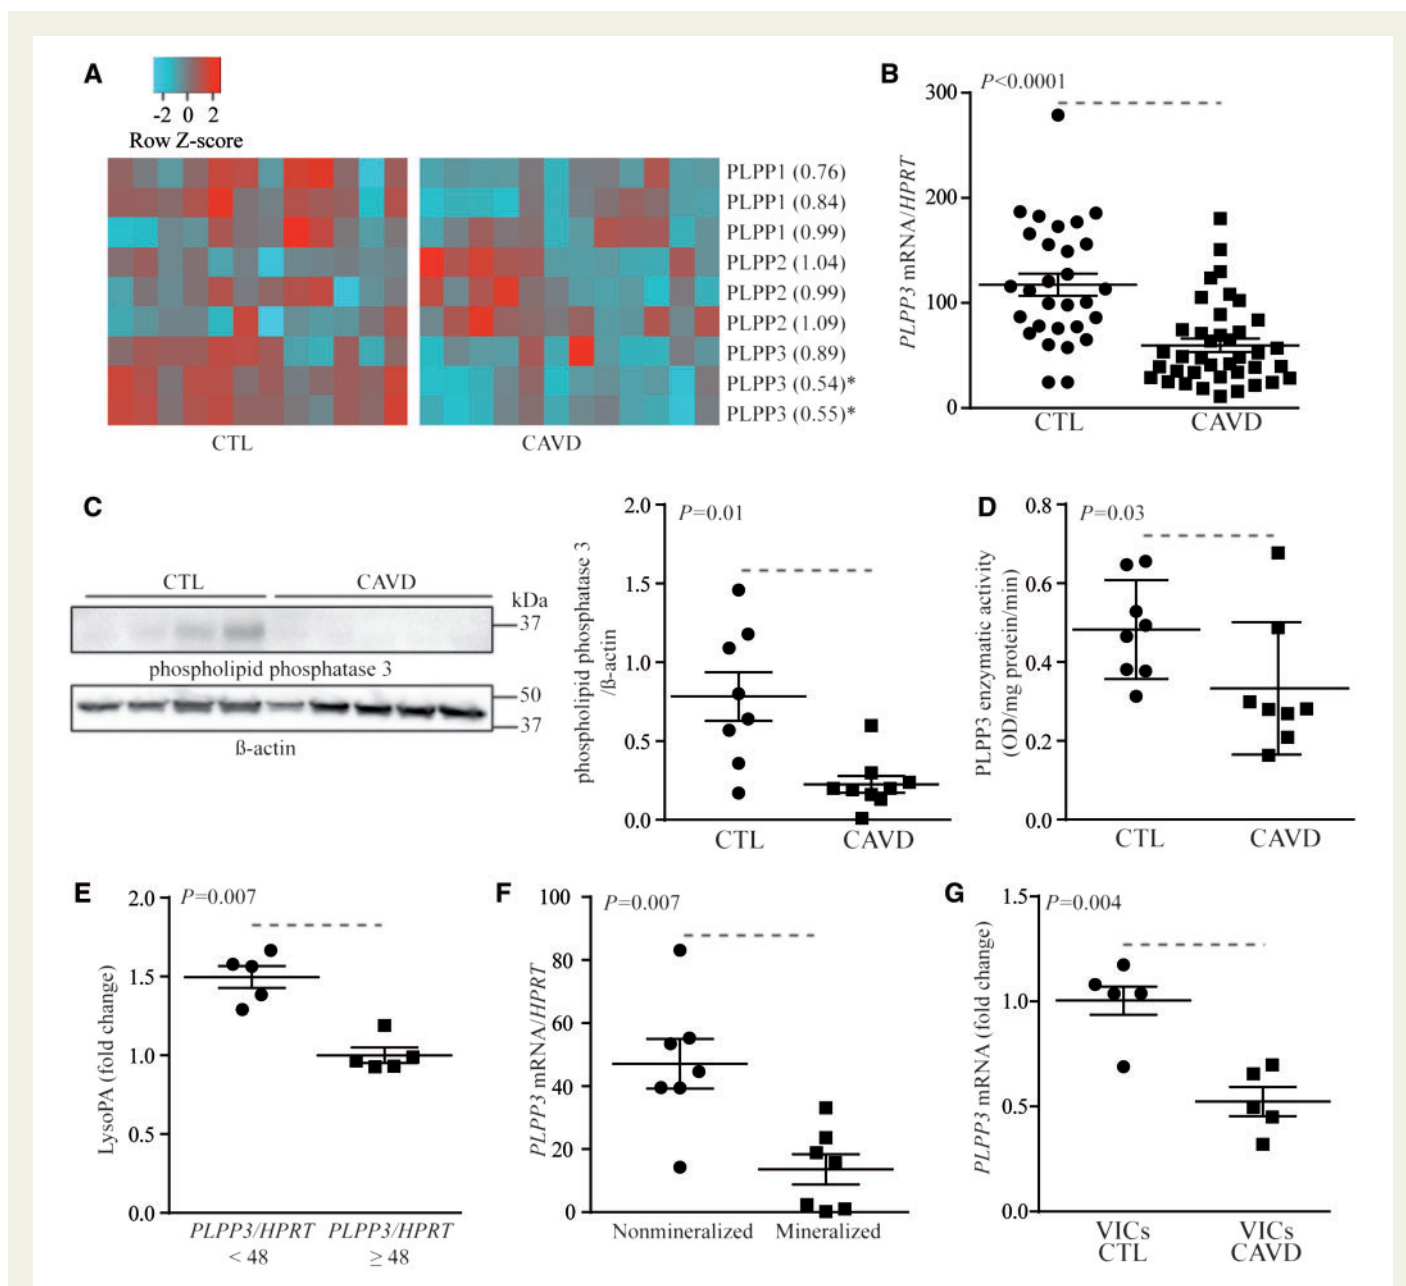 A
-2 0 2
Row Z-score
PLPP1 (0.76)
PLPP1 (0.84)
PLPP1 (0.99)
PLPP2 (1.04)
PLPP2 (0.99)
PLPP2 (1.09)
PLPP3 (0.89)
PLPP3 (0.54)*
PLPP3 (0.55)*
CTL CAVD
B
P<0.0001
PLPP3 mRNA/HPRT
300
200
100
0
CTL CAVD
C
CTL CAVD
kDa
37
phospholipid phosphatase 3
50
37
ß-actin
P=0.01
phospholipid phosphatase 3
/ß-actin
2.0
1.5
1.0
0.5
0.0
CTL CAVD
D
P=0.03
PLPP3 enzymatic activity
(OD/mg protein/min)
0.8
0.6
0.4
0.2
0.0
CTL CAVD
E
P=0.007
LysoPA (fold change)
2.0
1.5
1.0
0.5
0.0
PLPP3/HPRT PLPP3/HPRT
< 48 ≥ 48
F
P=0.007
PLPP3 mRNA/HPRT
100
80
60
40
20
0
Nonmineralized Mineralized
G
P=0.004
PLPP3 mRNA (fold change)
1.5
1.0
0.5
0.0
VICs VICs
CTL CAVD